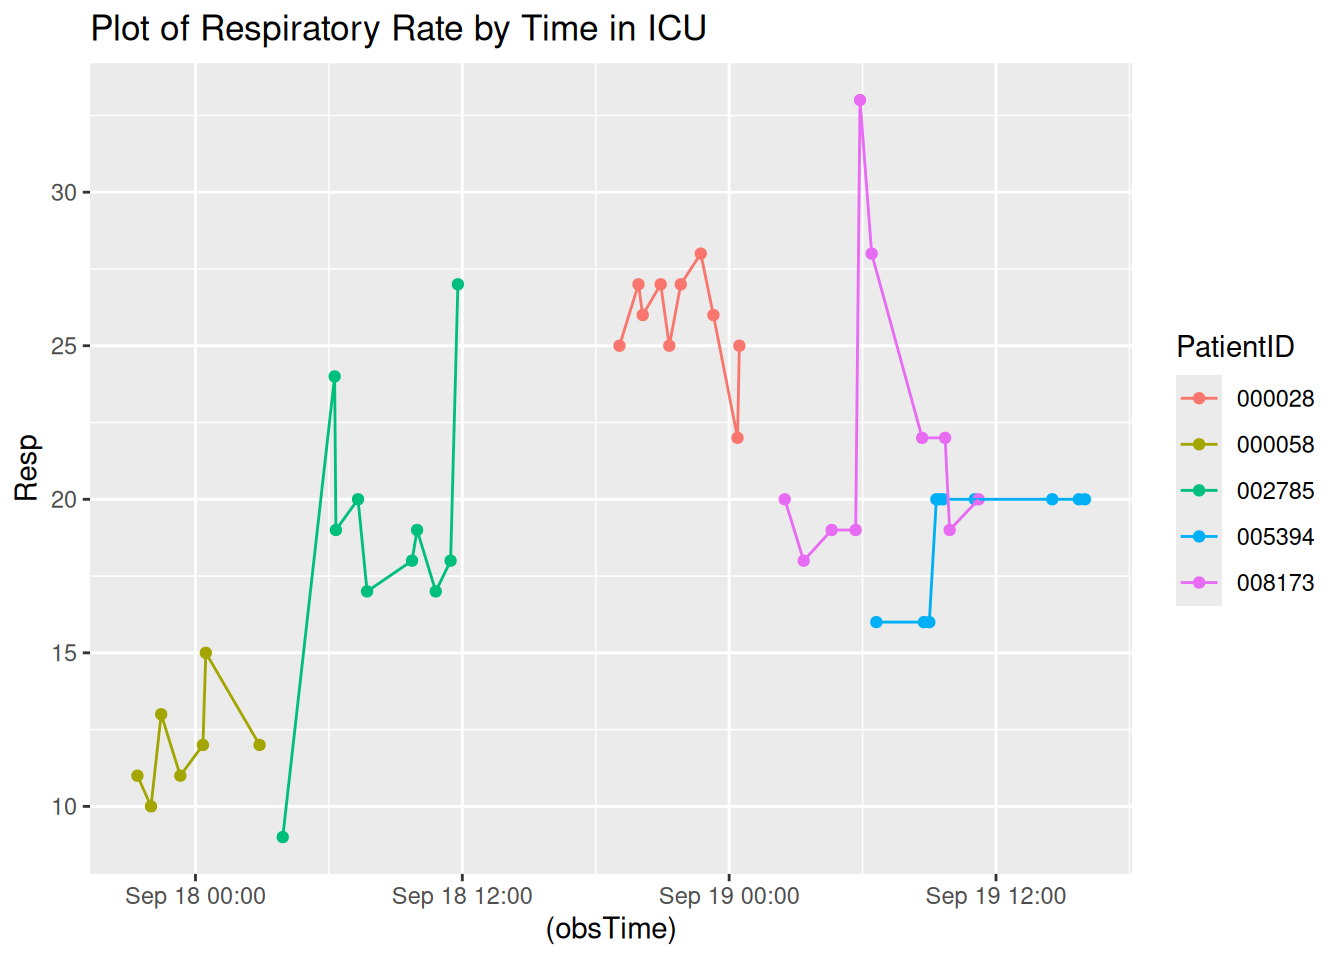 Plot of Respiratory Rate by Time in ICU
30
25
20
15
10
Resp
Sep 18 00:00
Sep 18 12:00
Sep 19 00:00
Sep 19 12:00
(obsTime)
PatientID
000028
000058
002785
005394
008173